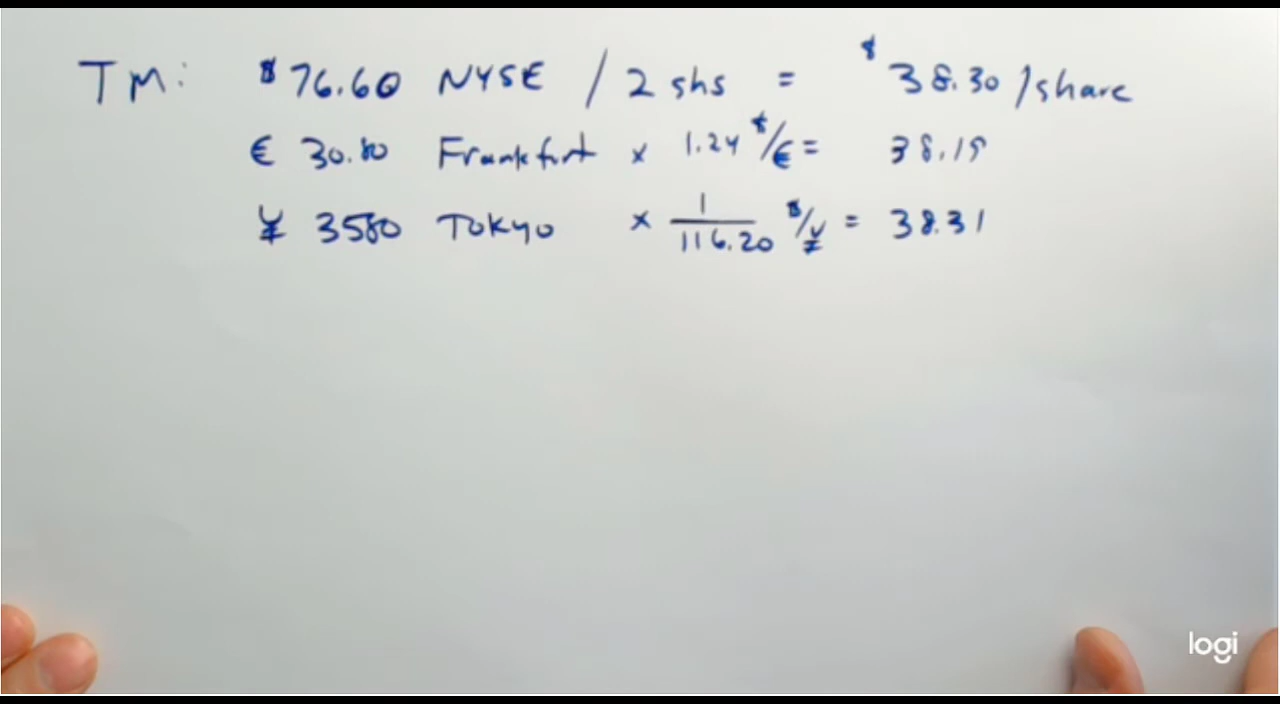 TM: $76.60 NYSE / 2 shs = $38.30 /share
€ 30.80 Frankfurt x 1.24 $/€ = 38.19
¥ 3580 Tokyo x 1/116.20 $/¥ = 38.31
logi